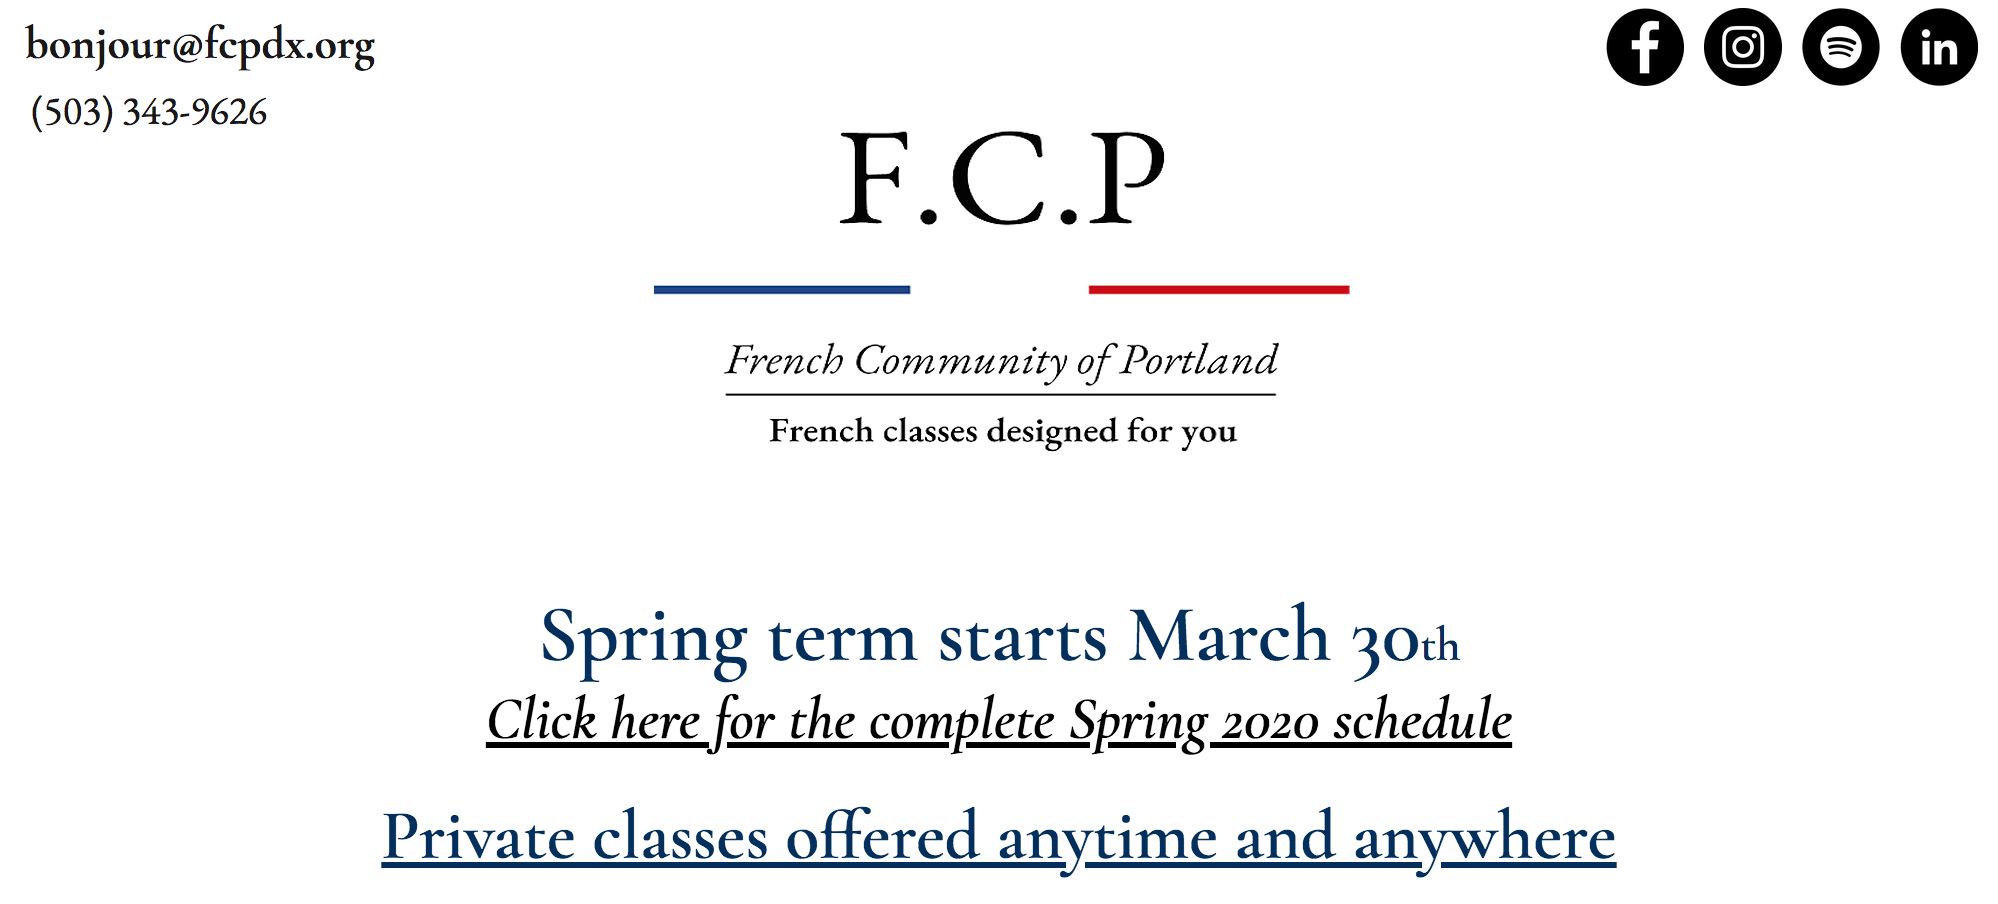 bonjour@fcpdx.org
(503) 343-9626
F.C.P
French Community of Portland
French classes designed for you
Spring term starts March 30th
Click here for the complete Spring 2020 schedule
Private classes offered anytime and anywhere